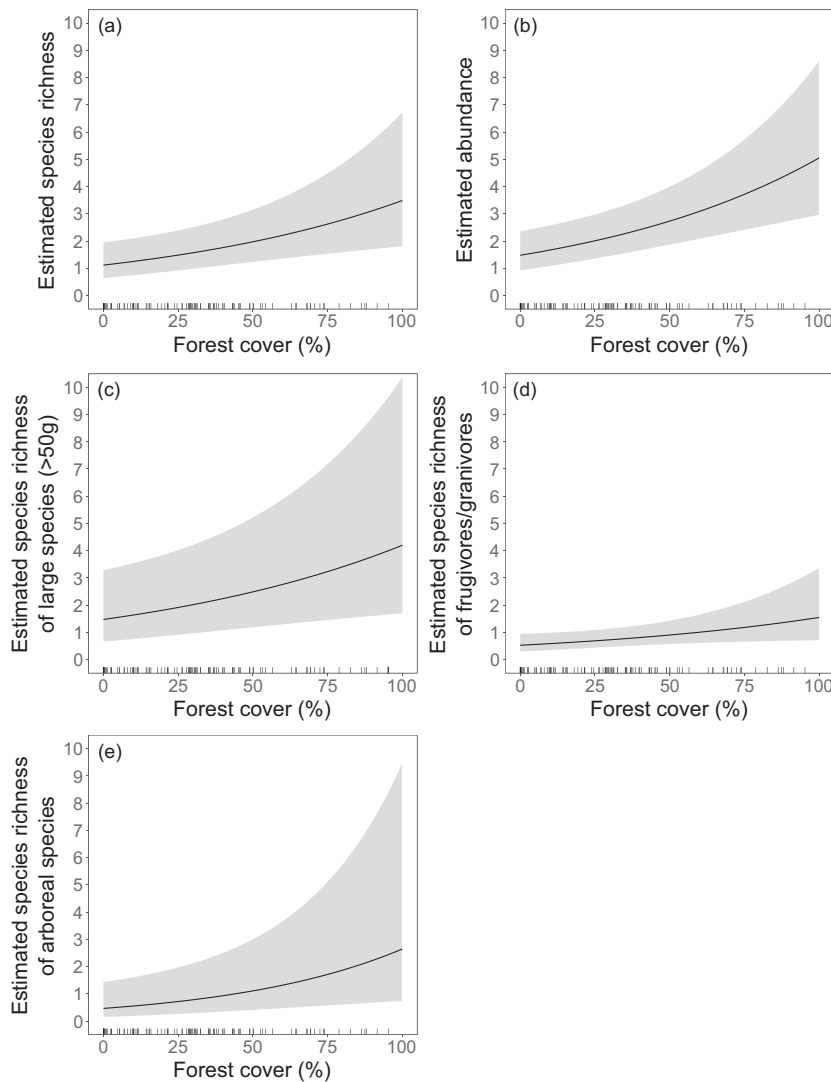 (a)
Estimated species richness
10
9
8
7
6
5
4
3
2
1
0
0 25 50 75 100
Forest cover (%)
(b)
Estimated abundance
10
9
8
7
6
5
4
3
2
1
0
0 25 50 75 100
Forest cover (%)
(c)
Estimated species richness
of large species (>50g)
10
9
8
7
6
5
4
3
2
1
0
0 25 50 75 100
Forest cover (%)
(d)
Estimated species richness
of frugivores/granivores
10
9
8
7
6
5
4
3
2
1
0
0 25 50 75 100
Forest cover (%)
(e)
Estimated species richness
of arboreal species
10
9
8
7
6
5
4
3
2
1
0
0 25 50 75 100
Forest cover (%)